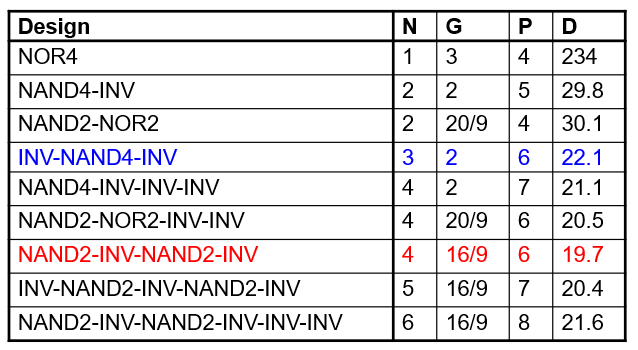 Design N G P D
NOR4 1 3 4 234
NAND4-INV 2 2 5 29.8
NAND2-NOR2 2 20/9 4 30.1
INV-NAND4-INV 3 2 6 22.1
NAND4-INV-INV-INV 4 2 7 21.1
NAND2-NOR2-INV-INV 4 20/9 6 20.5
NAND2-INV-NAND2-INV 4 16/9 6 19.7
INV-NAND2-INV-NAND2-INV 5 16/9 7 20.4
NAND2-INV-NAND2-INV-INV-INV 6 16/9 8 21.6